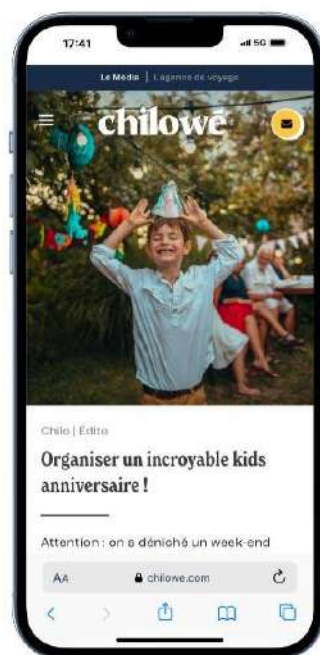 17:41
5G
Le Média | L'agence de voyage
chilowé
Chilo | Édito
Organiser un incroyable kids
anniversaire !
Attention : on a déniché un week-end
AA
chilowe.com